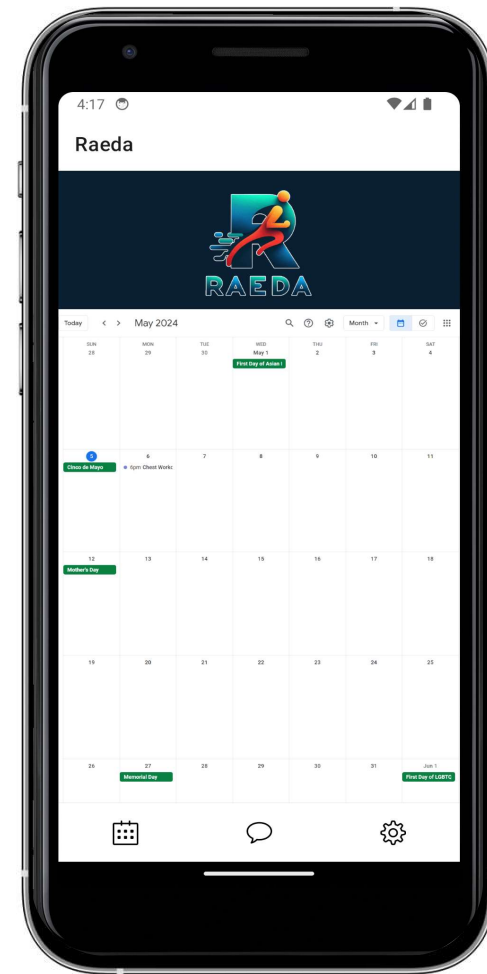 4:17
Raeda
RAEDA
Today < > May 2024 Month
SUN MON TUE WED THU FRI SAT
28 29 30 May 1 2 3 4
First Day of Asian
5 6 7 8 9 10 11
Cinco de Mayo 6pm Chest Work
12 13 14 15 16 17 18
Mother's Day
19 20 21 22 23 24 25
26 27 28 29 30 31 Jun 1
Memorial Day First Day of LGBTQ